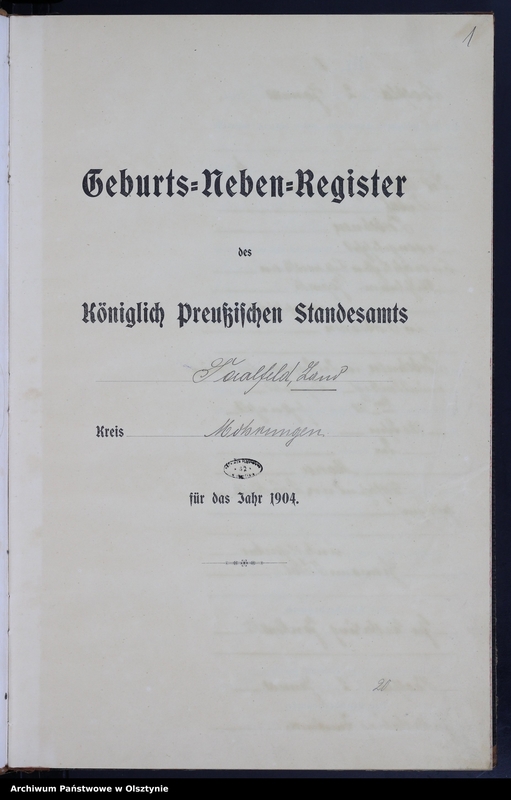 1
Geburts=Neben=Register
des
Königlich Preußischen Standesamts
Saalfeld, Land
Kreis Mohrungen
für das Jahr 1904.
20
Archiwum Państwowe w Olsztynie